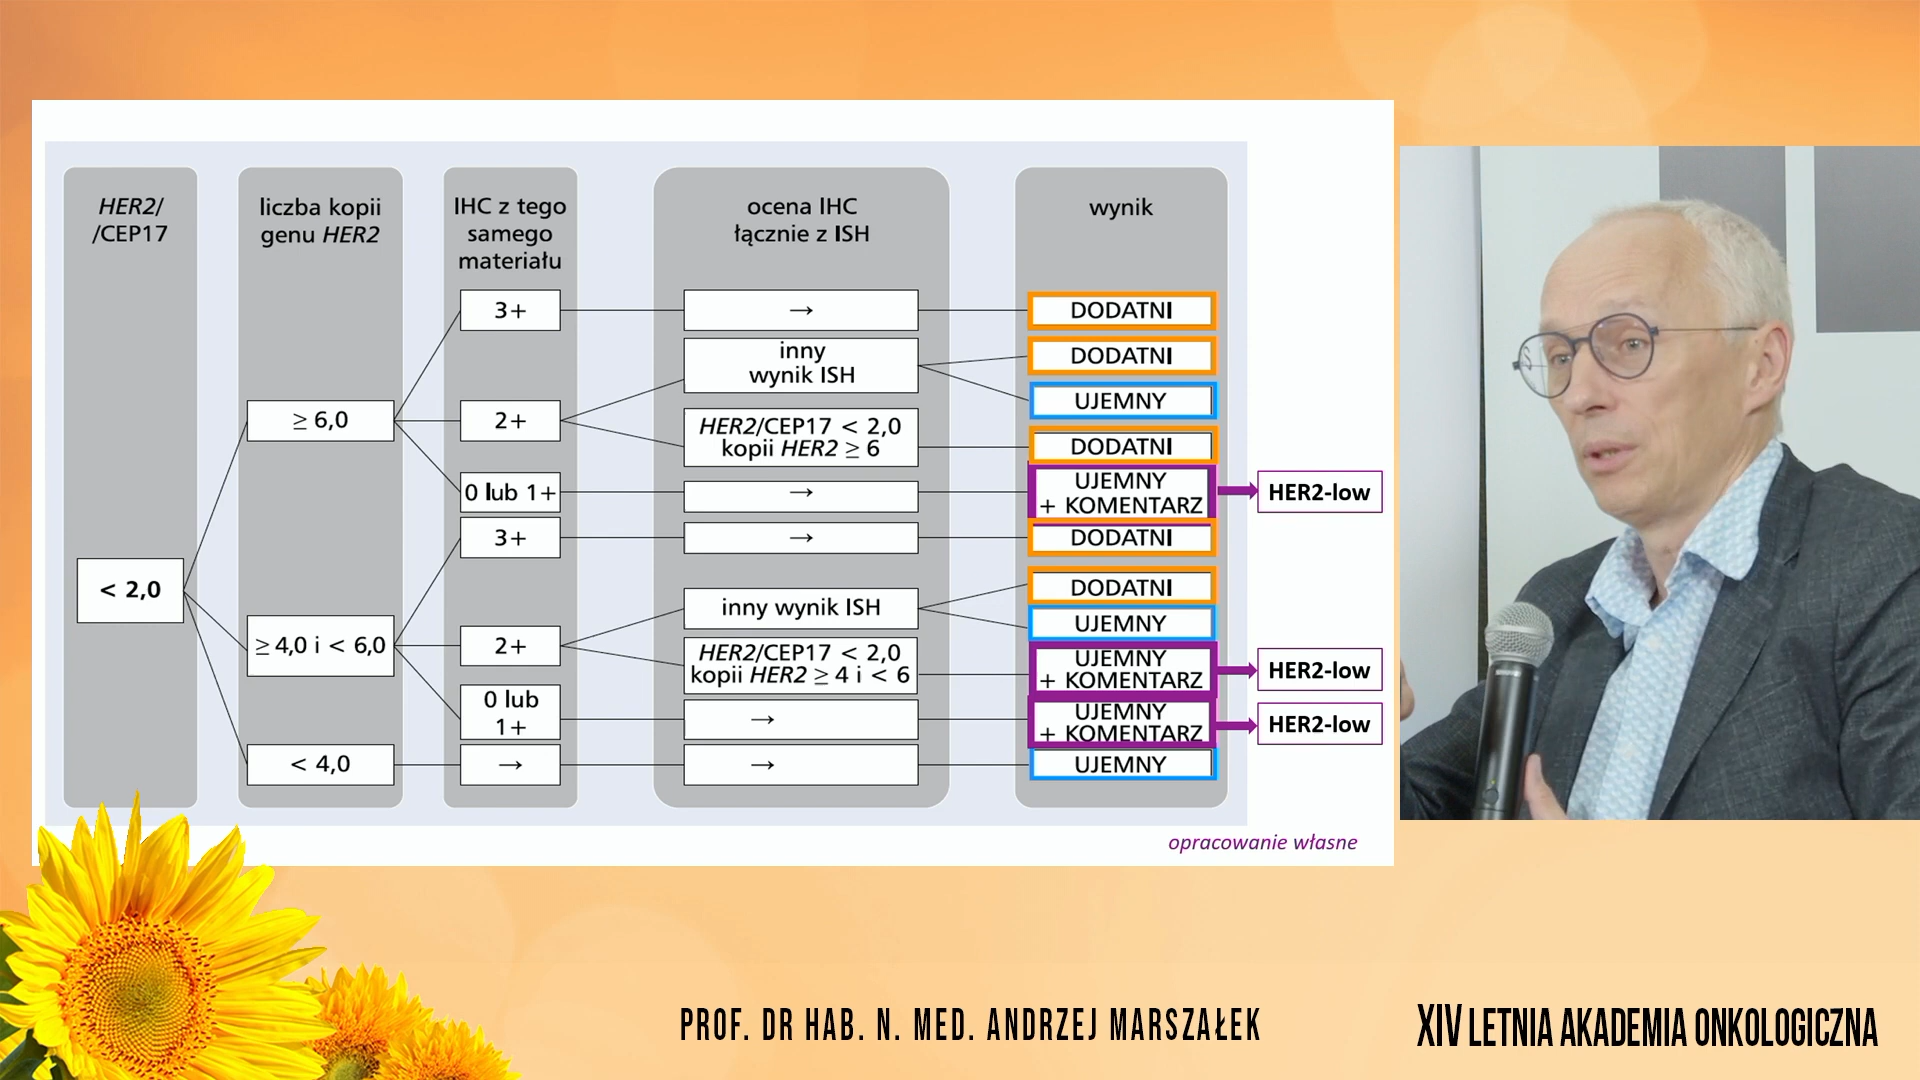 HER2/
/CEP17
liczba kopii
genu HER2
IHC z tego
samego
materiału
ocena IHC
łącznie z ISH
wynik
3+
→
DODATNI
inny
wynik ISH
DODATNI
UJEMNY
≥ 6,0
2+
HER2/CEP17 < 2,0
kopii HER2 ≥ 6
DODATNI
0 lub 1+
→
UJEMNY
+ KOMENTARZ
HER2-low
3+
→
DODATNI
< 2,0
inny wynik ISH
DODATNI
UJEMNY
≥ 4,0 i < 6,0
2+
HER2/CEP17 < 2,0
kopii HER2 ≥ 4 i < 6
UJEMNY
+ KOMENTARZ
HER2-low
0 lub
1+
→
UJEMNY
+ KOMENTARZ
HER2-low
< 4,0
→
→
UJEMNY
opracowanie własne
PROF. DR HAB. N. MED. ANDRZEJ MARSZAŁEK
XIV LETNIA AKADEMIA ONKOLOGICZNA